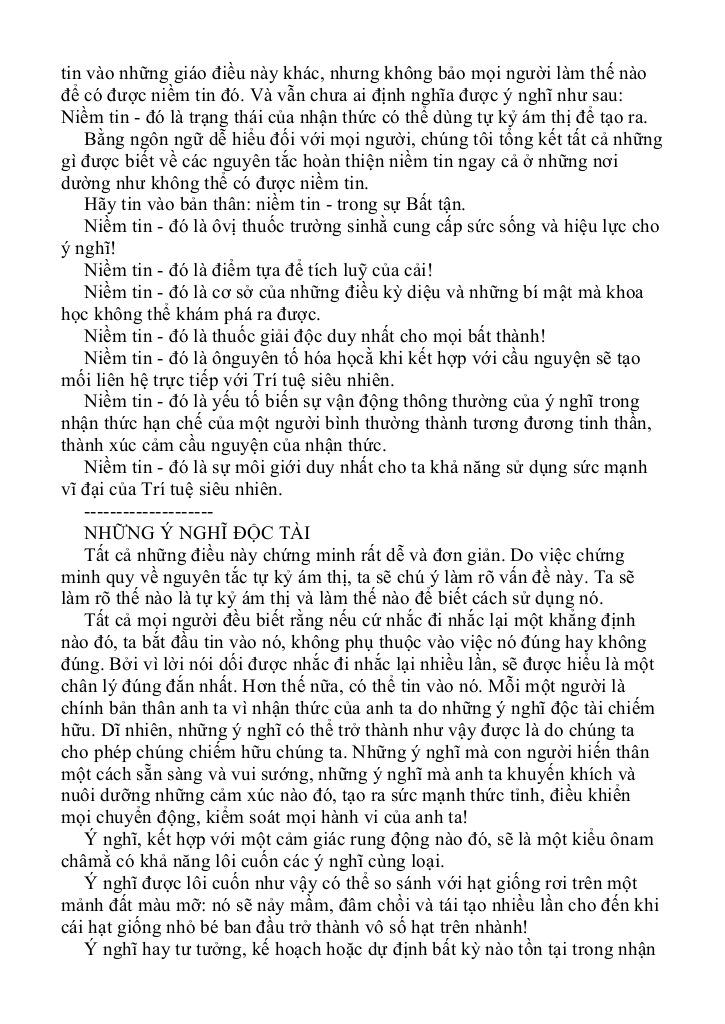 tin vào những giáo điều này khác, nhưng không bảo mọi người làm thế nào
để có được niềm tin đó. Và vẫn chưa ai định nghĩa được ý nghĩ như sau:
Niềm tin - đó là trạng thái của nhận thức có thể dùng tự kỷ ám thị để tạo ra.
Bằng ngôn ngữ dễ hiểu đối với mọi người, chúng tôi tổng kết tất cả những
gì được biết về các nguyên tắc hoàn thiện niềm tin ngay cả ở những nơi
dường như không thể có được niềm tin.
Hãy tin vào bản thân: niềm tin - trong sự Bất tận.
Niềm tin - đó là ôvị thuốc trường sinhằ cung cấp sức sống và hiệu lực cho
ý nghĩ!
Niềm tin - đó là điểm tựa để tích luỹ của cải!
Niềm tin - đó là cơ sở của những điều kỳ diệu và những bí mật mà khoa
học không thể khám phá ra được.
Niềm tin - đó là thuốc giải độc duy nhất cho mọi bất thành!
Niềm tin - đó là ônguyên tố hóa họcằ khi kết hợp với cầu nguyện sẽ tạo
mối liên hệ trực tiếp với Trí tuệ siêu nhiên.
Niềm tin - đó là yếu tố biến sự vận động thông thường của ý nghĩ trong
nhận thức hạn chế của một người bình thường thành tương đương tinh thần,
thành xúc cảm cầu nguyện của nhận thức.
Niềm tin - đó là sự môi giới duy nhất cho ta khả năng sử dụng sức mạnh
vĩ đại của Trí tuệ siêu nhiên.
--------------------
NHỮNG Ý NGHĨ ĐỘC TÀI
Tất cả những điều này chứng minh rất dễ và đơn giản. Do việc chứng
minh quy về nguyên tắc tự kỷ ám thị, ta sẽ chú ý làm rõ vấn đề này. Ta sẽ
làm rõ thế nào là tự kỷ ám thị và làm thế nào để biết cách sử dụng nó.
Tất cả mọi người đều biết rằng nếu cứ nhắc đi nhắc lại một khẳng định
nào đó, ta bắt đầu tin vào nó, không phụ thuộc vào việc nó đúng hay không
đúng. Bởi vì lời nói dối được nhắc đi nhắc lại nhiều lần, sẽ được hiểu là một
chân lý đúng đắn nhất. Hơn thế nữa, có thể tin vào nó. Mỗi một người là
chính bản thân anh ta vì nhận thức của anh ta do những ý nghĩ độc tài chiếm
hữu. Dĩ nhiên, những ý nghĩ có thể trở thành như vậy được là do chúng ta
cho phép chúng chiếm hữu chúng ta. Những ý nghĩ mà con người hiến thân
một cách sẵn sàng và vui sướng, những ý nghĩ mà anh ta khuyến khích và
nuôi dưỡng những cảm xúc nào đó, tạo ra sức mạnh thức tỉnh, điều khiển
mọi chuyển động, kiểm soát mọi hành vi của anh ta!
Ý nghĩ, kết hợp với một cảm giác rung động nào đó, sẽ là một kiểu ônam
châmằ có khả năng lôi cuốn các ý nghĩ cùng loại.
Ý nghĩ được lôi cuốn như vậy có thể so sánh với hạt giống rơi trên một
mảnh đất màu mỡ: nó sẽ nảy mầm, đâm chồi và tái tạo nhiều lần cho đến khi
cái hạt giống nhỏ bé ban đầu trở thành vô số hạt trên nhành!
Ý nghĩ hay tư tưởng, kế hoạch hoặc dự định bất kỳ nào tồn tại trong nhận